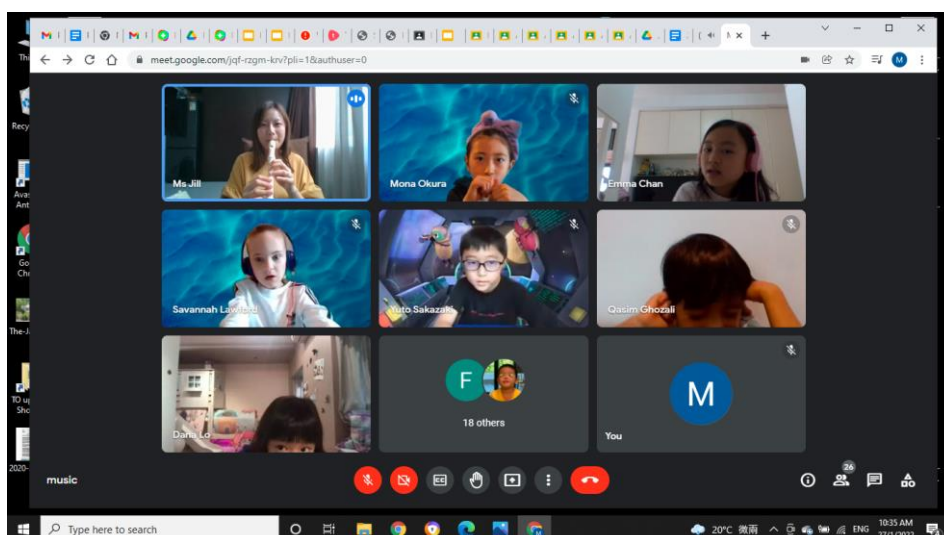 meet.google.com/jqf-rzgm-krv?pli=1&authuser=0
M
Ms Jill
Mona Okura
Emma Chan
Savannah Lawford
Yuto Sakazaki
Qasim Ghozali
Dana Lo
F
18 others
M
You
music
CC
26
Type here to search
20°C 微雨
ENG
10:35 AM